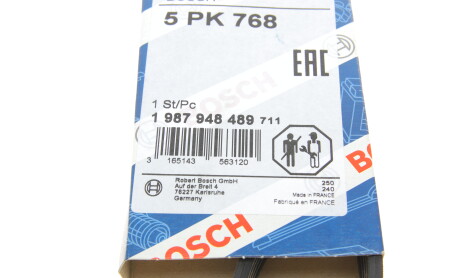 5 PK 768
EAC
BOSCH
1 St/Pc
1 987 948 489 711
3 165143 563120
Robert Bosch GmbH
Auf der Breit 4
76227 Karlsruhe
Germany
250
240
Made in FRANCE
Fabriqué en FRANCE
BOSCH